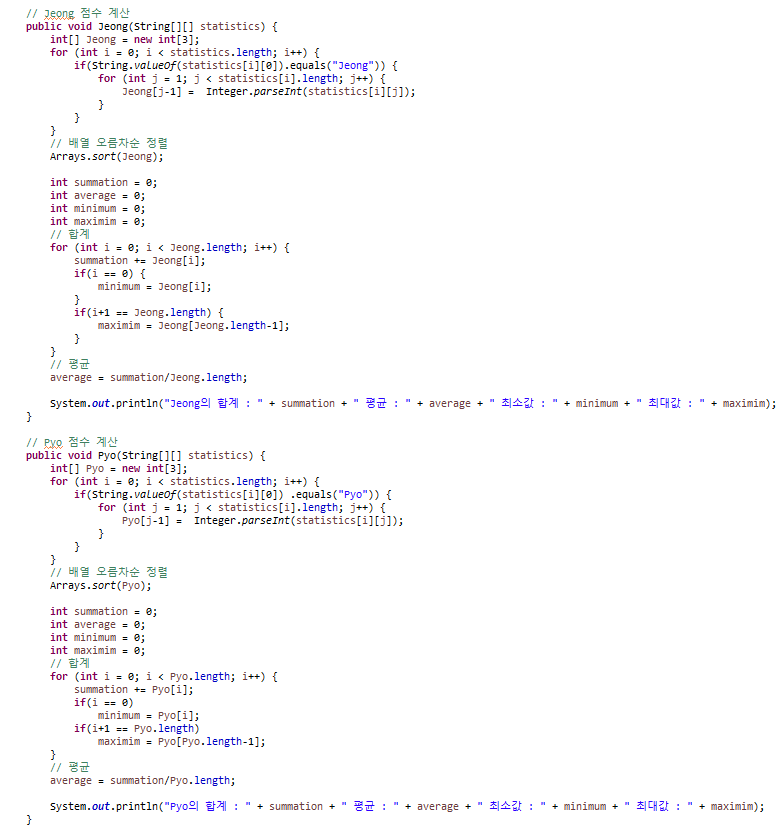 // Jeong 점수 계산
public void Jeong(String[][] statistics) {
int[] Jeong = new int[3];
for (int i = 0; i < statistics.length; i++) {
if(String.valueOf(statistics[i][0]).equals("Jeong")) {
for (int j = 1; j < statistics[i].length; j++) {
Jeong[j-1] =  Integer.parseInt(statistics[i][j]);
}
}
}
// 배열 오름차순 정렬
Arrays.sort(Jeong);
int summation = 0;
int average = 0;
int minimum = 0;
int maximim = 0;
// 합계
for (int i = 0; i < Jeong.length; i++) {
summation += Jeong[i];
if(i == 0) {
minimum = Jeong[i];
}
if(i+1 == Jeong.length) {
maximim = Jeong[Jeong.length-1];
}
}
// 평균
average = summation/Jeong.length;
System.out.println("Jeong의 합계 : " + summation + " 평균 : " + average + " 최소값 : " + minimum + " 최대값 : " + maximim);
}
// Pyo 점수 계산
public void Pyo(String[][] statistics) {
int[] Pyo = new int[3];
for (int i = 0; i < statistics.length; i++) {
if(String.valueOf(statistics[i][0]) .equals("Pyo")) {
for (int j = 1; j < statistics[i].length; j++) {
Pyo[j-1] =  Integer.parseInt(statistics[i][j]);
}
}
}
// 배열 오름차순 정렬
Arrays.sort(Pyo);
int summation = 0;
int average = 0;
int minimum = 0;
int maximim = 0;
// 합계
for (int i = 0; i < Pyo.length; i++) {
summation += Pyo[i];
if(i == 0)
minimum = Pyo[i];
if(i+1 == Pyo.length)
maximim = Pyo[Pyo.length-1];
}
// 평균
average = summation/Pyo.length;
System.out.println("Pyo의 합계 : " + summation + " 평균 : " + average + " 최소값 : " + minimum + " 최대값 : " + maximim);
}